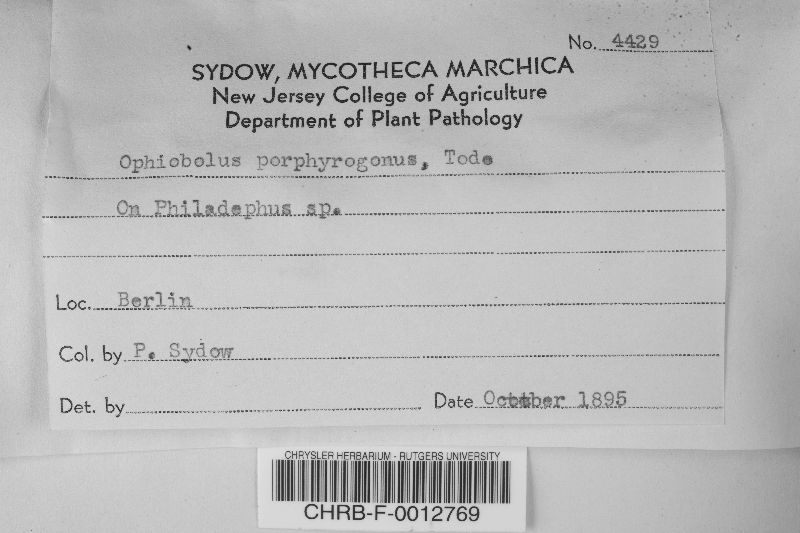 No. 4429
SYDOW, MYCOTHECA MARCHICA
New Jersey College of Agriculture
Department of Plant Pathology
Ophiobolus porphyrogonus, Tode
On Philadephus sp.
Loc. Berlin
Col. by P. Sydow
Det. by
Date October 1895
CHRYSLER HERBARIUM - RUTGERS UNIVERSITY
CHRB-F-0012769